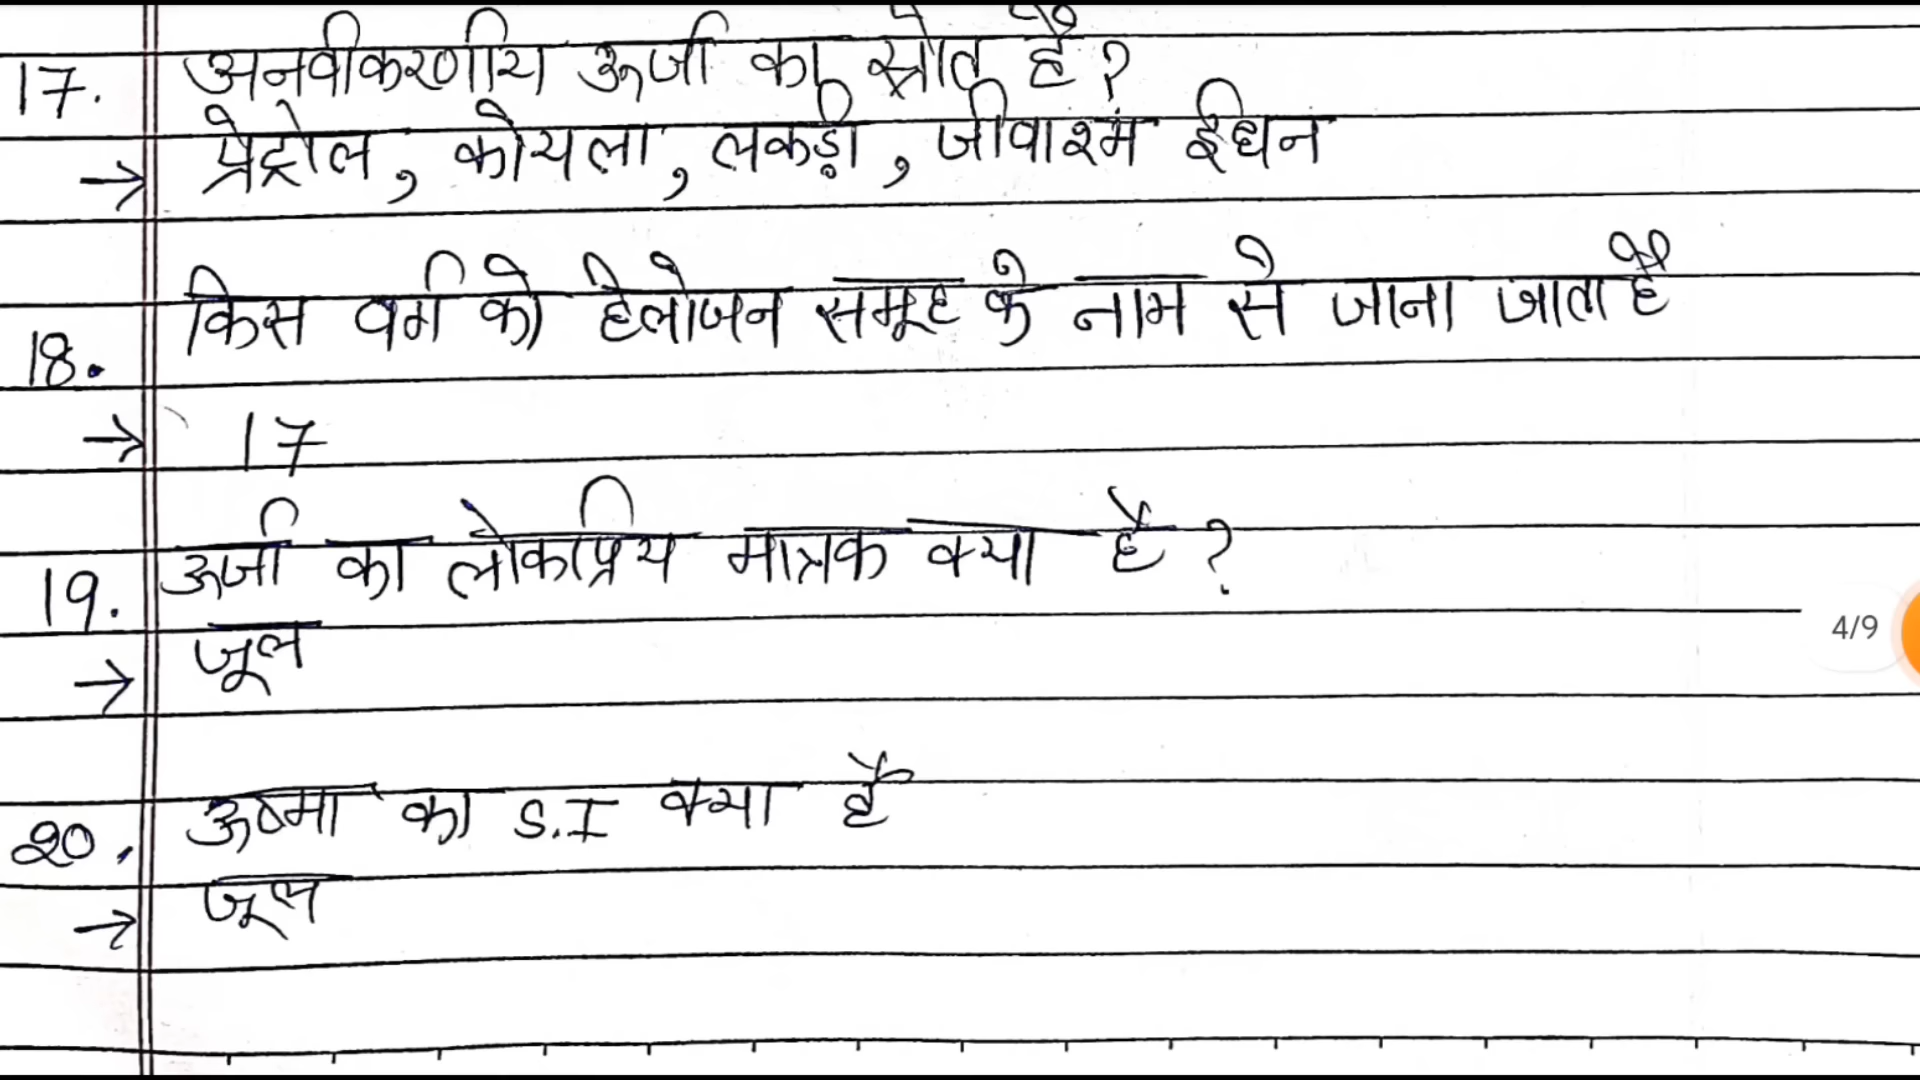 17. अनवीकरणीय ऊर्जा का स्रोत है?
→ प्रेट्रोल, कोयला, लकड़ी, जीवाश्म ईंधन
18. किस वर्ग को हैलोजन समूह के नाम से जाना जाता है
→ 17
19. ऊर्जा का लोकप्रिय मात्रक क्या है?
4/9
→ जूल
20. ऊष्मा का S.I क्या है
→ जूल